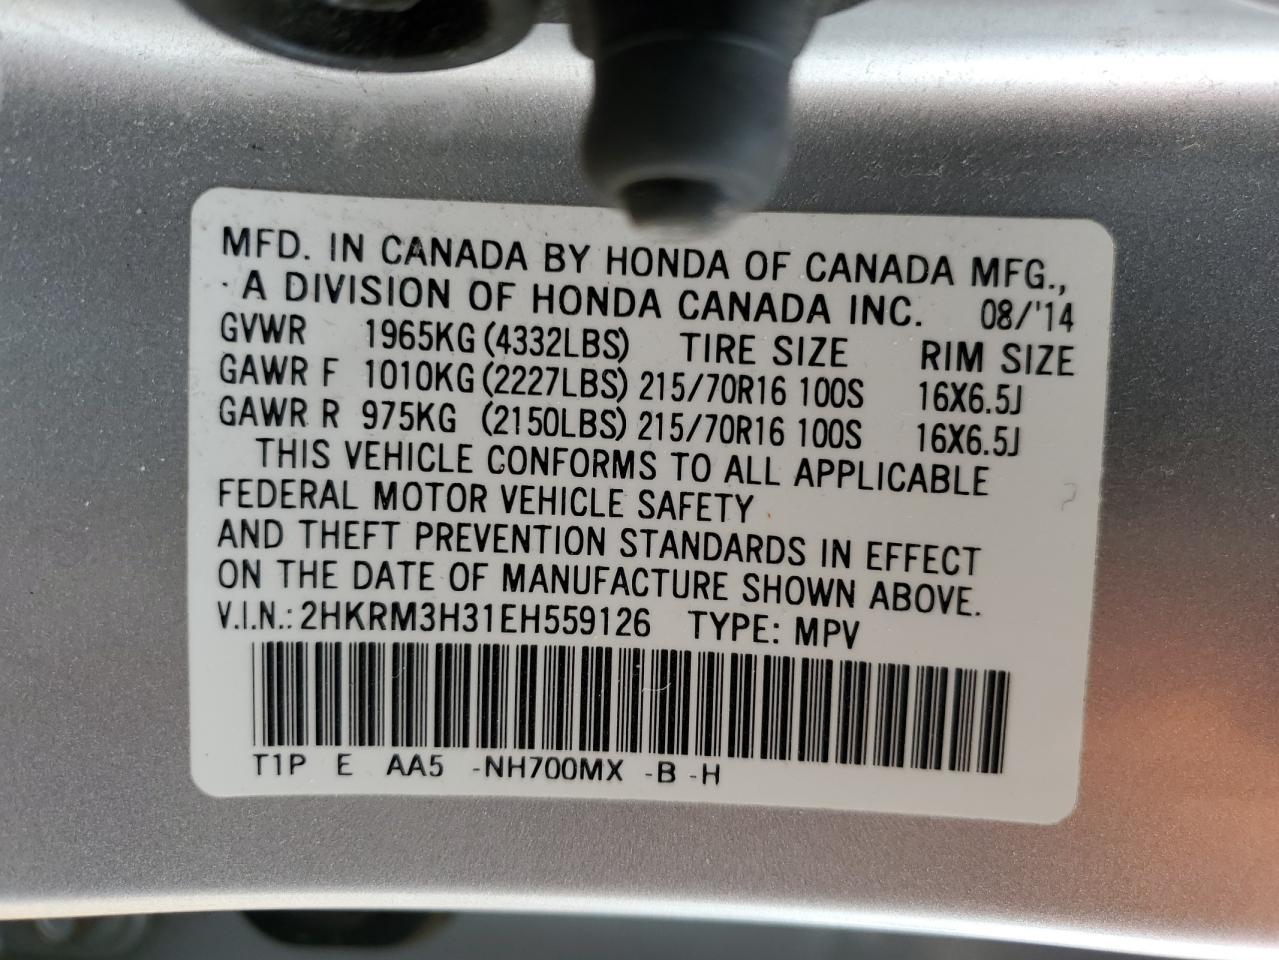 MFD. IN CANADA BY HONDA OF CANADA MFG.,
A DIVISION OF HONDA CANADA INC. 08/'14
GVWR 1965KG (4332LBS) TIRE SIZE RIM SIZE
GAWR F 1010KG (2227LBS) 215/70R16 100S 16X6.5J
GAWR R 975KG (2150LBS) 215/70R16 100S 16X6.5J
THIS VEHICLE CONFORMS TO ALL APPLICABLE
FEDERAL MOTOR VEHICLE SAFETY
AND THEFT PREVENTION STANDARDS IN EFFECT
ON THE DATE OF MANUFACTURE SHOWN ABOVE.
V.I.N.: 2HKRM3H31EH559126 TYPE: MPV
T1P E AA5 -NH700MX -B -H